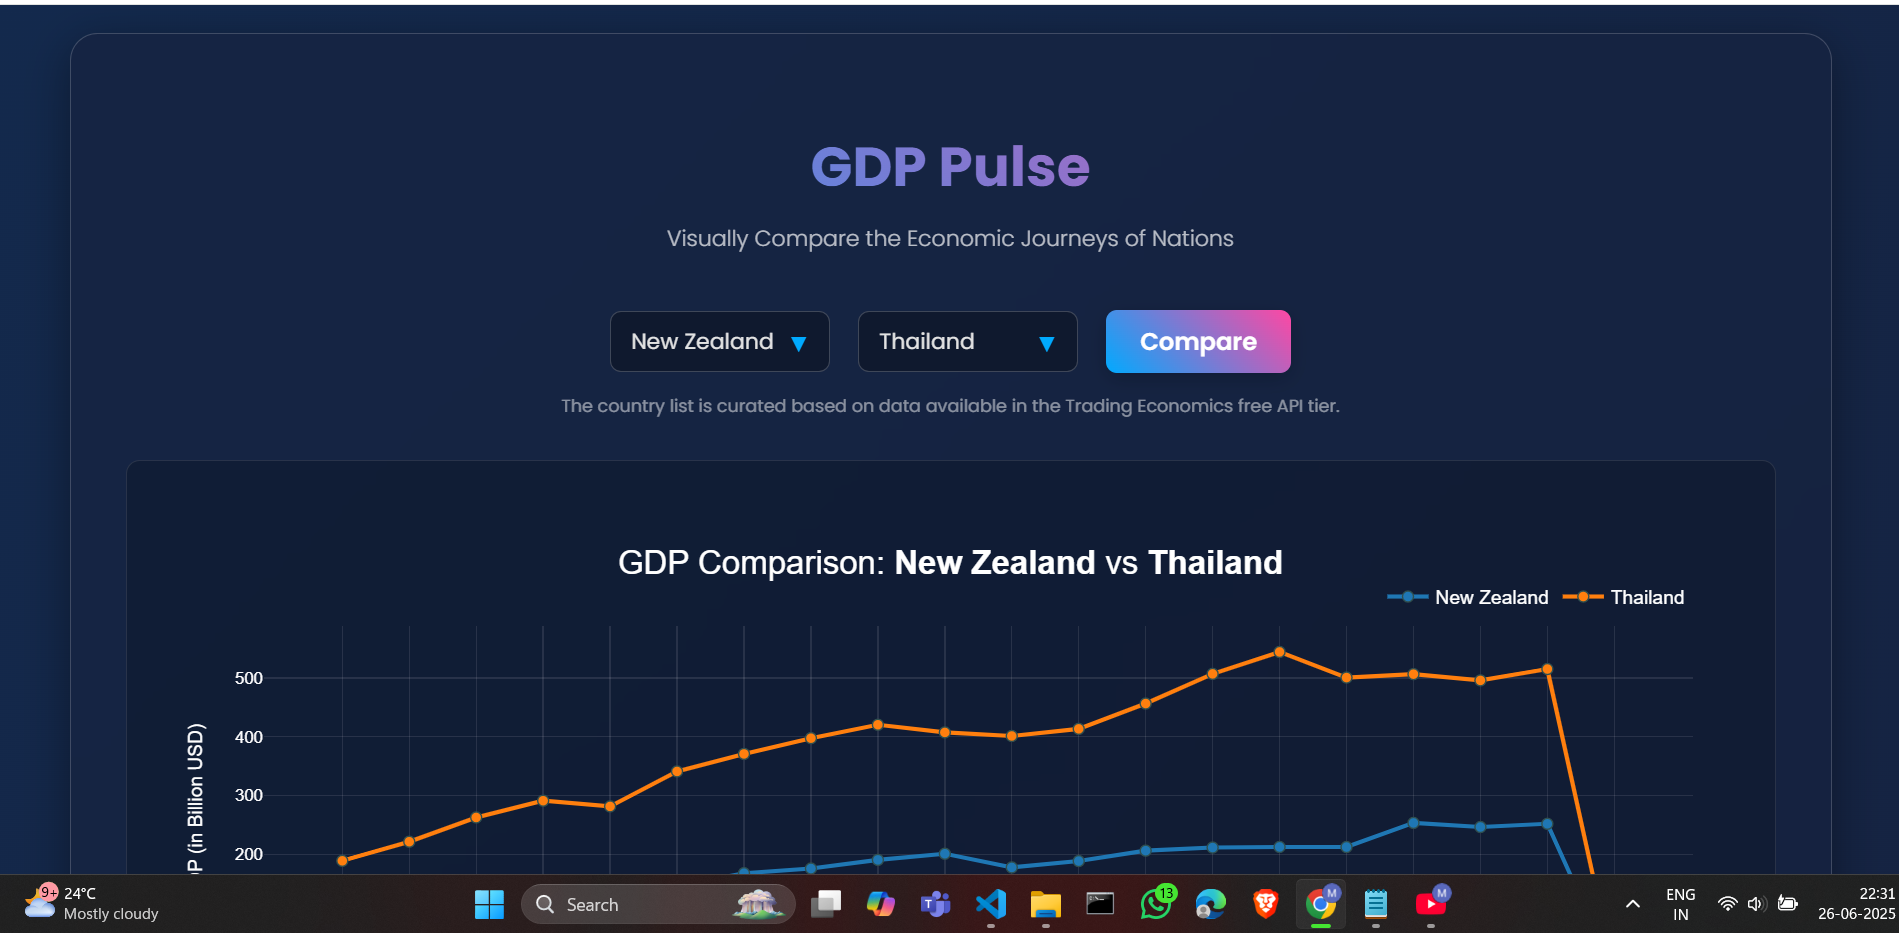 GDP Pulse
Visually Compare the Economic Journeys of Nations
New Zealand ▼ Thailand ▼ Compare
The country list is curated based on data available in the Trading Economics free API tier.
GDP Comparison: New Zealand vs Thailand
New Zealand Thailand
500
400
300
200
DP (in Billion USD)
9+ 24°C
Mostly cloudy
Search
T
13
M
M
ENG
IN
22:31
26-06-2025